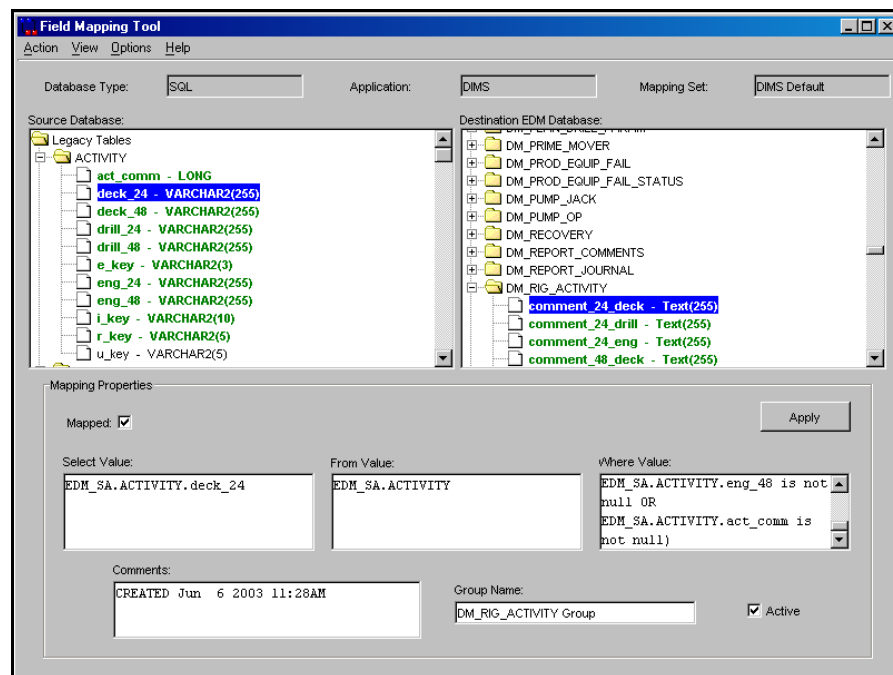 Field Mapping Tool
Action View Options Help
Database Type: SQL Application: DIMS Mapping Set: DIMS Default
Source Database:
Legacy Tables
ACTIVITY
act_comm - LONG
deck_24 - VARCHAR2(255)
deck_48 - VARCHAR2(255)
drill_24 - VARCHAR2(255)
drill_48 - VARCHAR2(255)
e_key - VARCHAR2(3)
eng_24 - VARCHAR2(255)
eng_48 - VARCHAR2(255)
i_key - VARCHAR2(10)
r_key - VARCHAR2(5)
u_key - VARCHAR2(5)
Destination EDM Database:
DM_PRIME_MOVER
DM_PROD_EQUIP_FAIL
DM_PROD_EQUIP_FAIL_STATUS
DM_PUMP_JACK
DM_PUMP_OP
DM_RECOVERY
DM_REPORT_COMMENTS
DM_REPORT_JOURNAL
DM_RIG_ACTIVITY
comment_24_deck - Text(255)
comment_24_drill - Text(255)
comment_24_eng - Text(255)
comment_48_deck - Text(255)
Mapping Properties
Mapped:
Apply
Select Value:
EDM_SA.ACTIVITY.deck_24
From Value:
EDM_SA.ACTIVITY
Where Value:
EDM_SA.ACTIVITY.eng_48 is not
null OR
EDM_SA.ACTIVITY.act_comm is
not null)
Comments:
CREATED Jun 6 2003 11:28AM
Group Name:
DM_RIG_ACTIVITY Group
Active